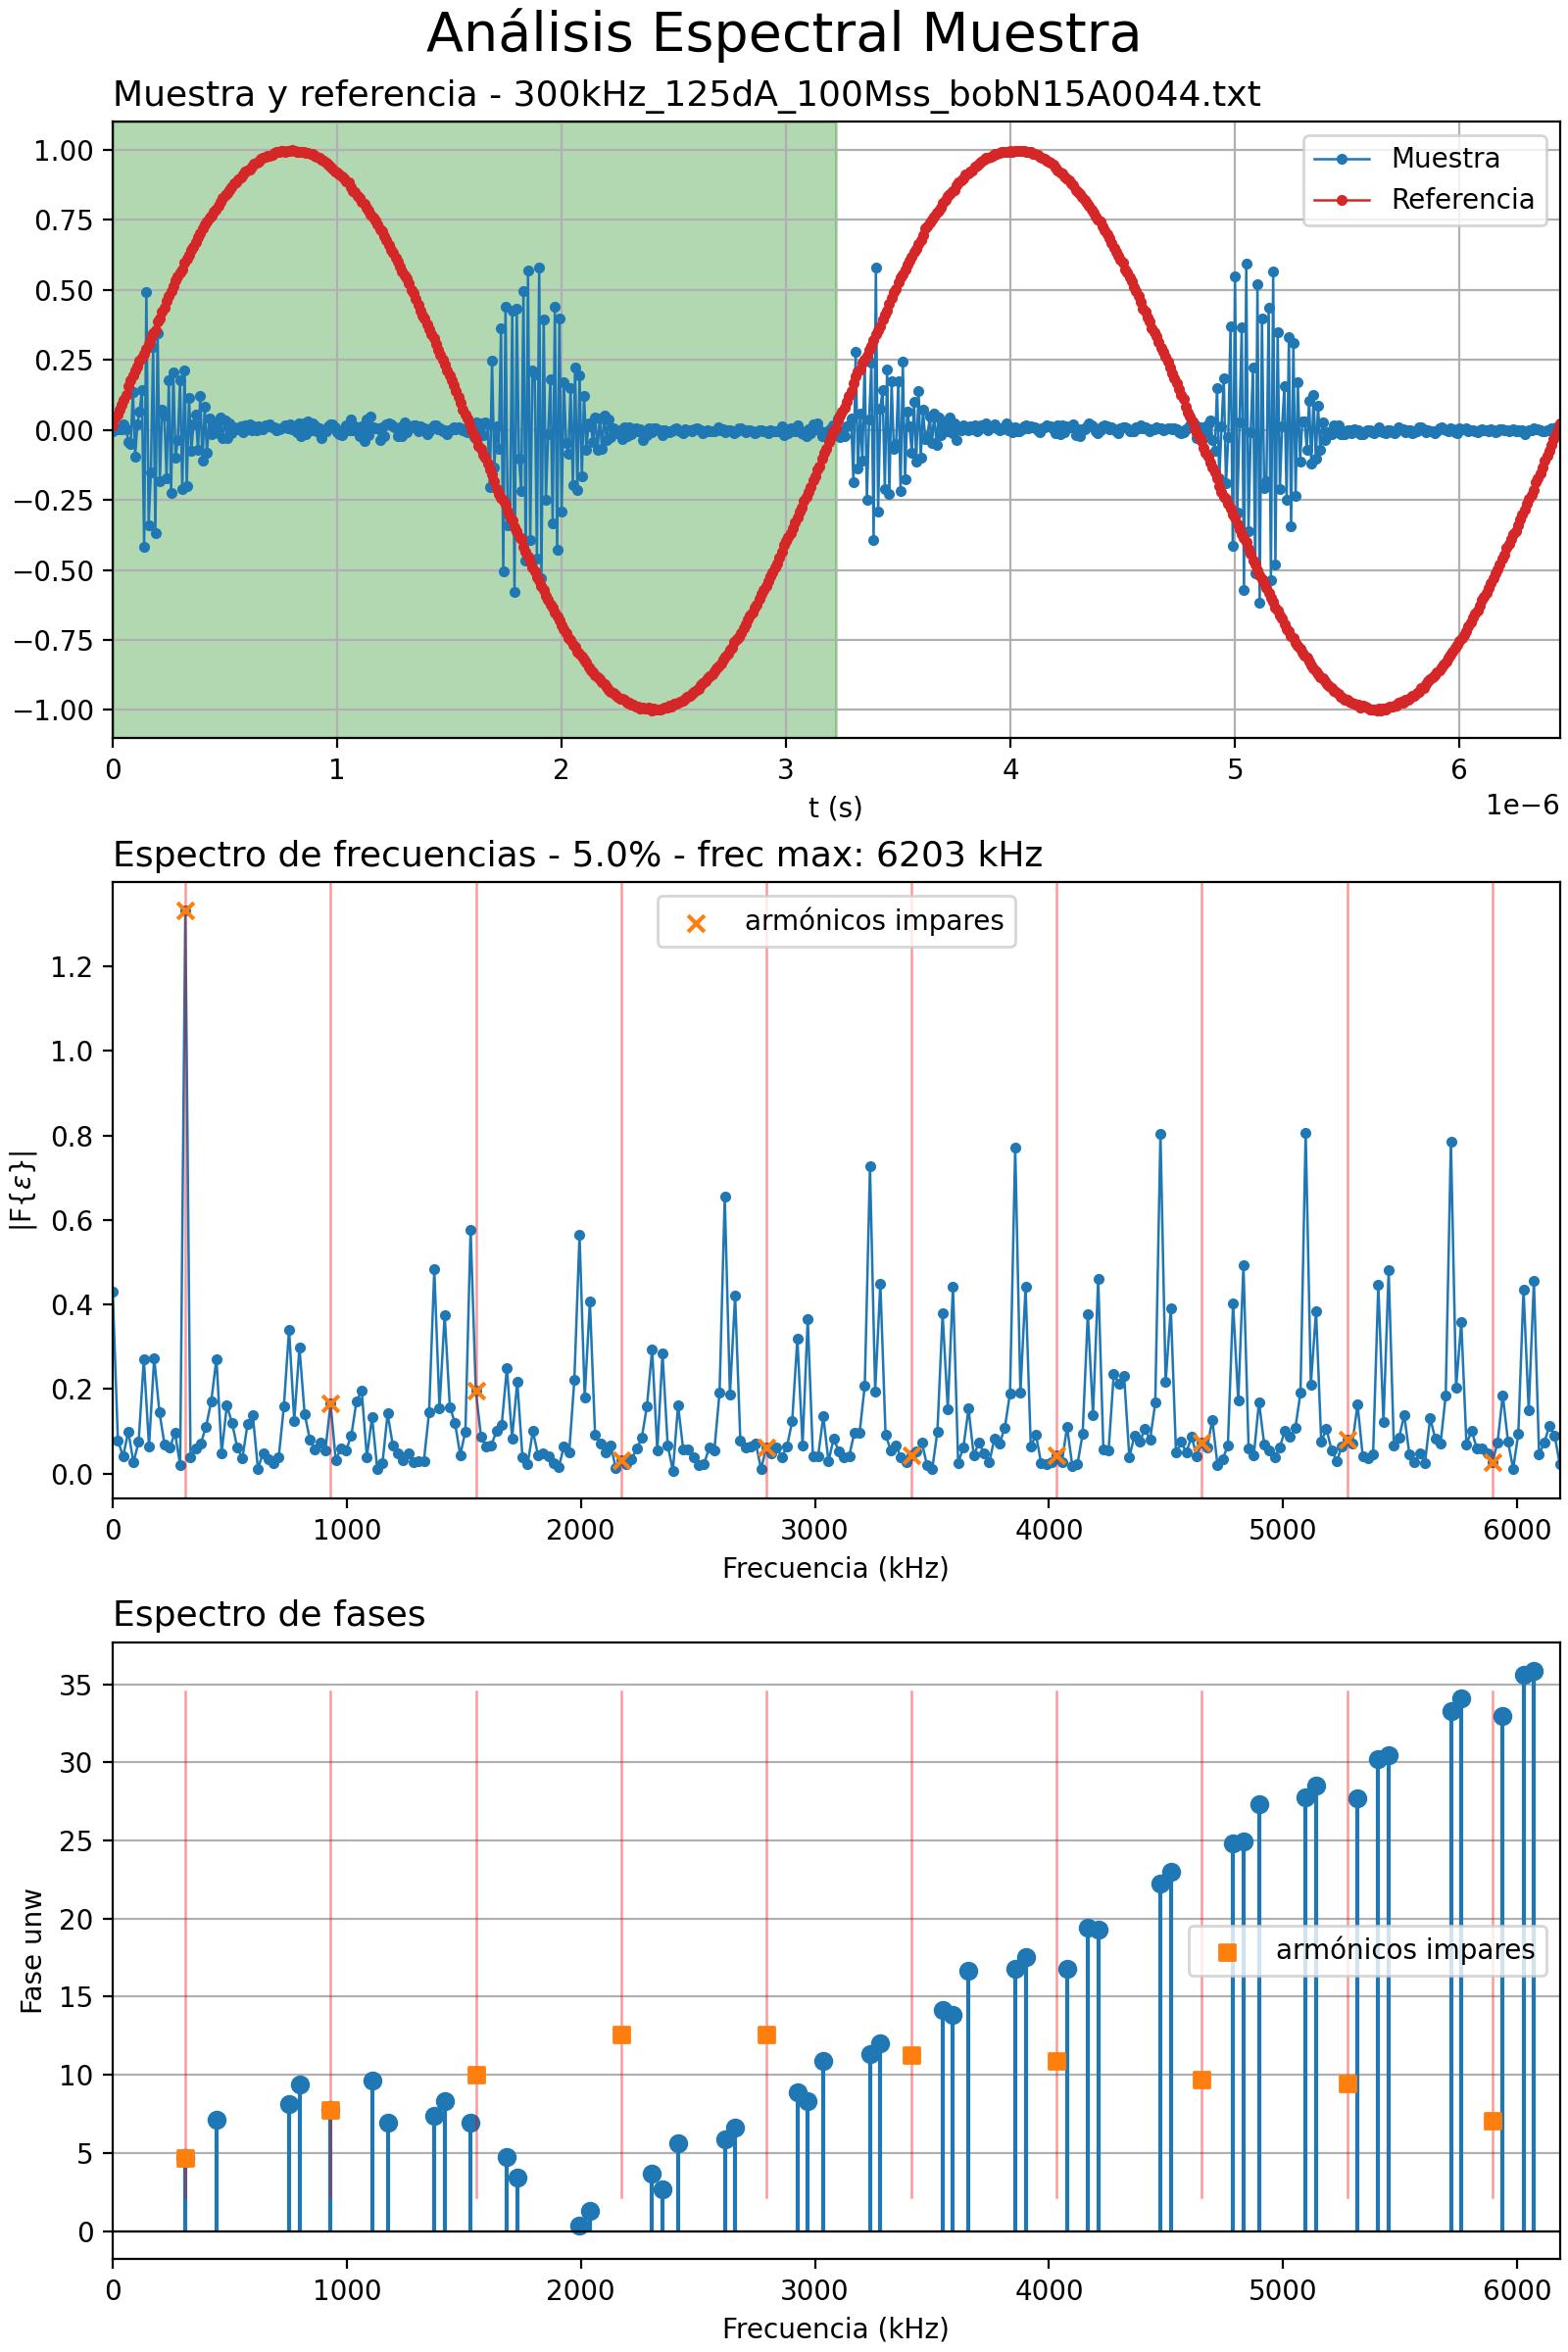 Análisis Espectral Muestra
Muestra y referencia - 300kHz_125dA_100Mss_bobN15A0044.txt
1.00
0.75
0.50
0.25
0.00
−0.25
−0.50
−0.75
−1.00
Muestra
Referencia
0 1 2 3 4 5 6
1e−6
t (s)
Espectro de frecuencias - 5.0% - frec max: 6203 kHz
armónicos impares
1.2
1.0
0.8
0.6
0.4
0.2
0.0
|F{ε}|
0 1000 2000 3000 4000 5000 6000
Frecuencia (kHz)
Espectro de fases
35
30
25
20
15
10
5
0
Fase unw
armónicos impares
0 1000 2000 3000 4000 5000 6000
Frecuencia (kHz)